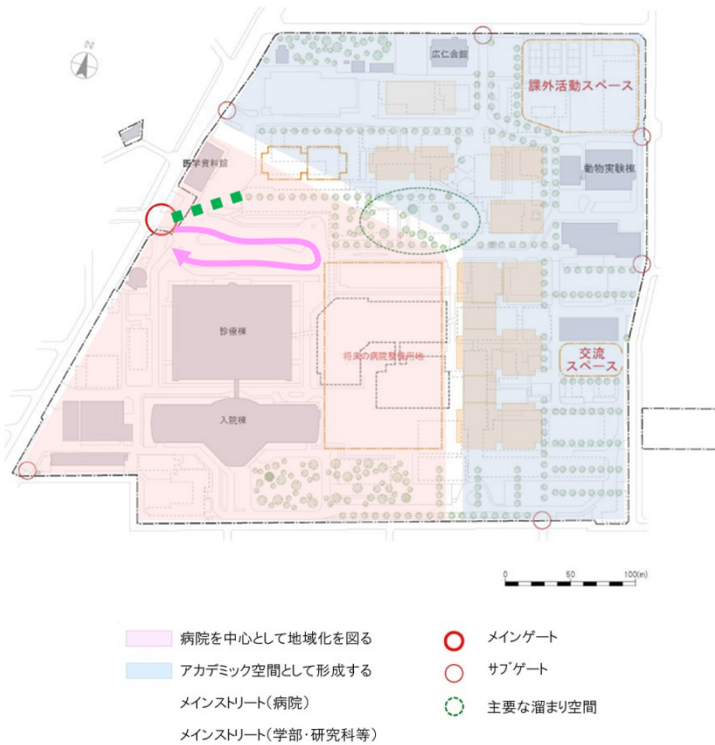 N
広仁会館
課外活動スペース
医学資料館
動物実験棟
診療棟
将来の病院整備用地
交流
スペース
入院棟
0 50 100(m)
病院を中心として地域化を図る
メインゲート
アカデミック空間として形成する
サブゲート
メインストリート(病院)
主要な溜まり空間
メインストリート(学部・研究科等)